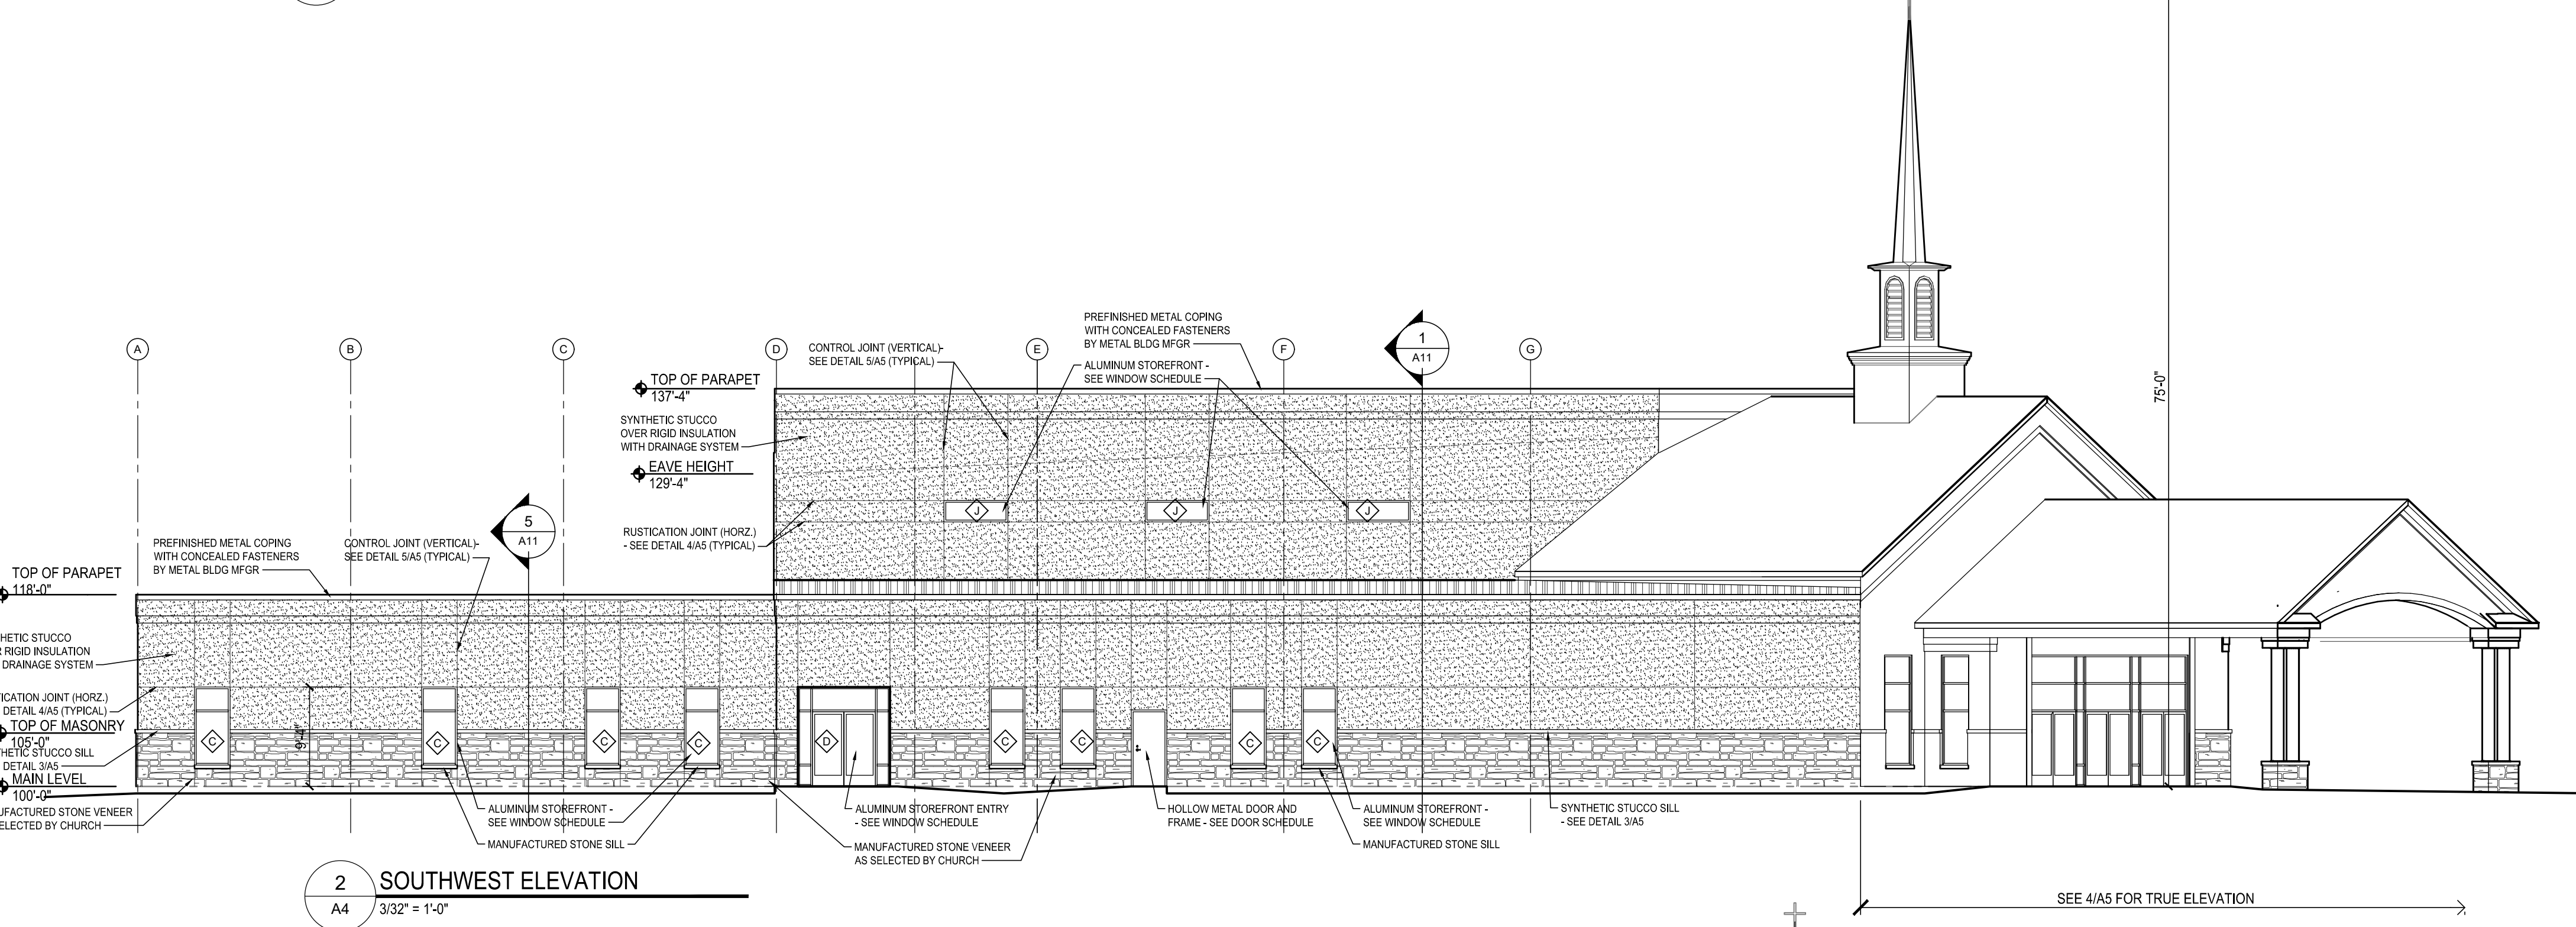 A
B
C
D
E
F
G
1
A11
PREFINISHED METAL COPING
WITH CONCEALED FASTENERS
BY METAL BLDG MFGR
CONTROL JOINT (VERTICAL)-
SEE DETAIL 5/A5 (TYPICAL)
ALUMINUM STOREFRONT -
SEE WINDOW SCHEDULE
TOP OF PARAPET
137'-4"
75'-0"
SYNTHETIC STUCCO
OVER RIGID INSULATION
WITH DRAINAGE SYSTEM
EAVE HEIGHT
129'-4"
J
J
J
RUSTICATION JOINT (HORZ.)
- SEE DETAIL 4/A5 (TYPICAL)
5
A11
PREFINISHED METAL COPING
WITH CONCEALED FASTENERS
BY METAL BLDG MFGR
CONTROL JOINT (VERTICAL)-
SEE DETAIL 5/A5 (TYPICAL)
TOP OF PARAPET
118'-0"
HETIC STUCCO
RIGID INSULATION
DRAINAGE SYSTEM
ICATION JOINT (HORZ.)
DETAIL 4/A5 (TYPICAL)
TOP OF MASONRY
105'-0"
HETIC STUCCO SILL
DETAIL 3/A5
MAIN LEVEL
100'-0"
UFACTURED STONE VENEER
ELECTED BY CHURCH
9'-4"
C
C
C
C
D
C
C
C
C
ALUMINUM STOREFRONT -
SEE WINDOW SCHEDULE
MANUFACTURED STONE SILL
ALUMINUM STOREFRONT ENTRY
- SEE WINDOW SCHEDULE
MANUFACTURED STONE VENEER
AS SELECTED BY CHURCH
HOLLOW METAL DOOR AND
FRAME - SEE DOOR SCHEDULE
ALUMINUM STOREFRONT -
SEE WINDOW SCHEDULE
MANUFACTURED STONE SILL
SYNTHETIC STUCCO SILL
- SEE DETAIL 3/A5
2
A4
SOUTHWEST ELEVATION
3/32" = 1'-0"
SEE 4/A5 FOR TRUE ELEVATION